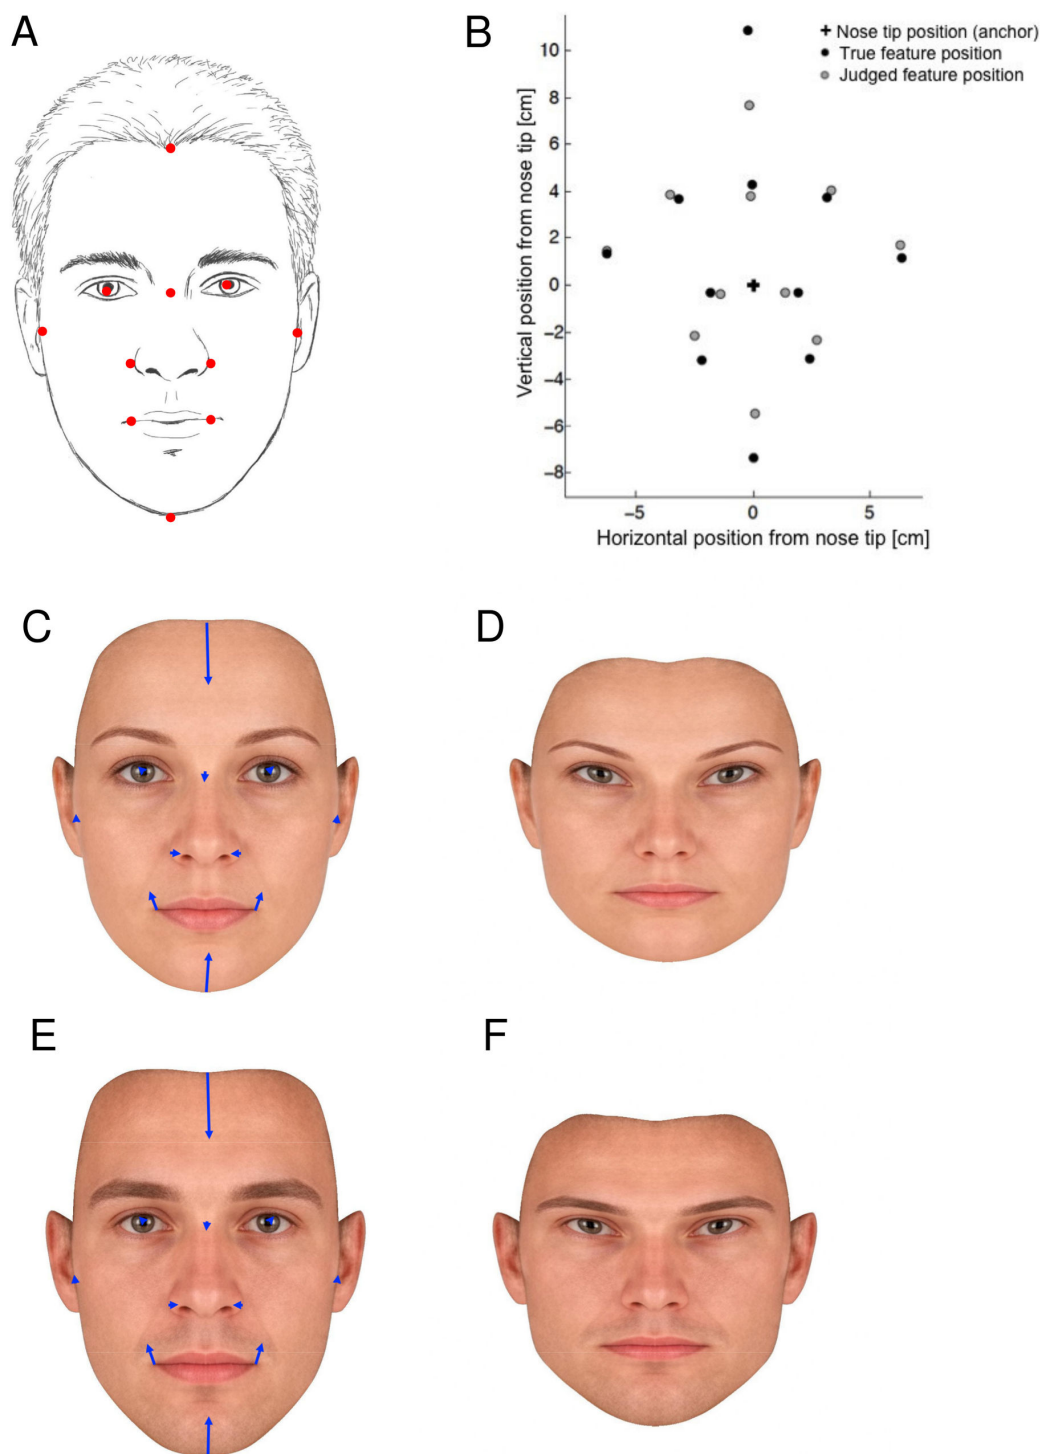 A
B
✚ Nose tip position (anchor)
● True feature position
● Judged feature position
Vertical position from nose tip [cm]
10
8
6
4
2
0
−2
−4
−6
−8
−5 0 5
Horizontal position from nose tip [cm]
C
D
E
F